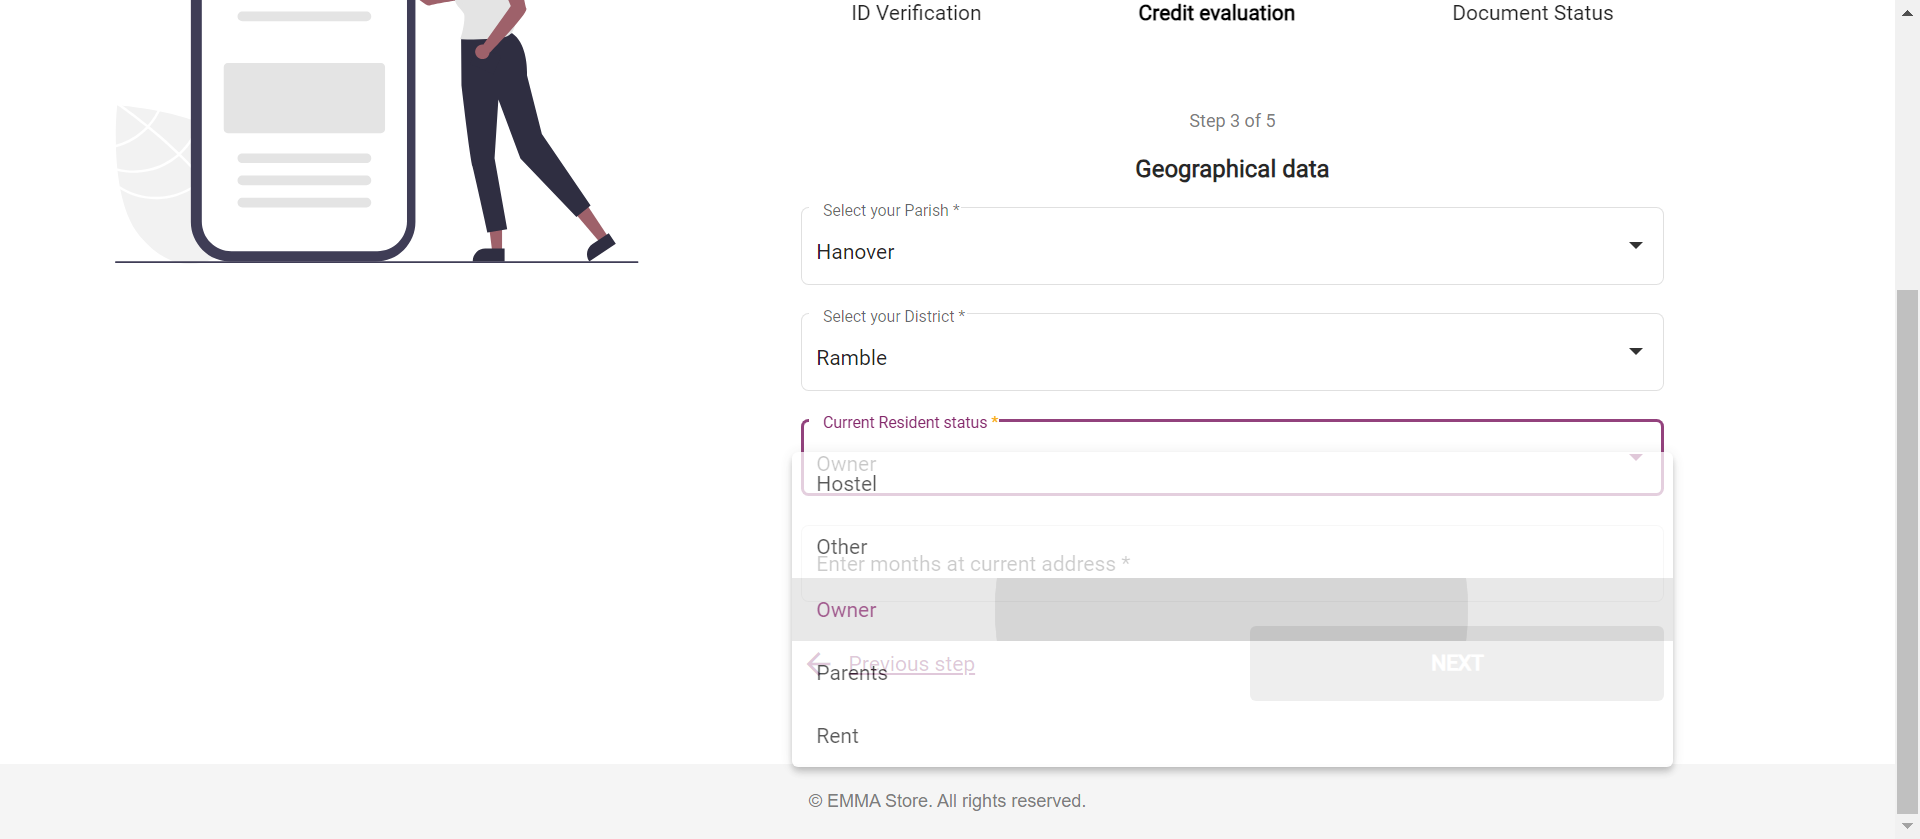 ID Verification
Credit evaluation
Document Status
Step 3 of 5
Geographical data
Select your Parish *
Hanover
Select your District *
Ramble
Current Resident status *
Owner
Hostel
Other
Enter months at current address *
Owner
Previous step
NEXT
Parents
Rent
© EMMA Store. All rights reserved.